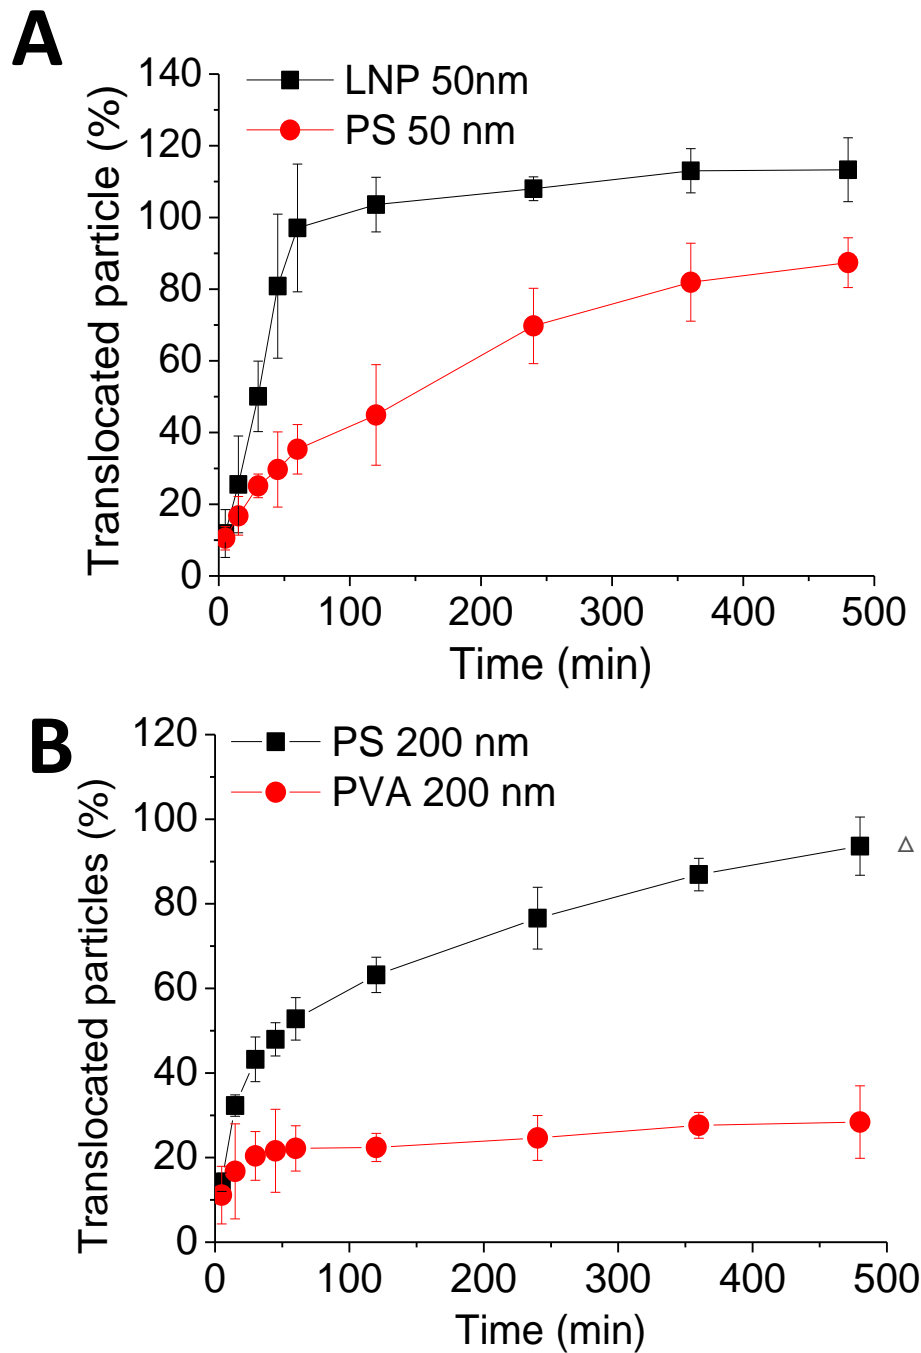 A
LNP 50nm
PS 50 nm
Translocated particle (%)
140
120
100
80
60
40
20
0
0 100 200 300 400 500
Time (min)
B
PS 200 nm
PVA 200 nm
Translocated particles (%)
120
100
80
60
40
20
0
0 100 200 300 400 500
Time (min)